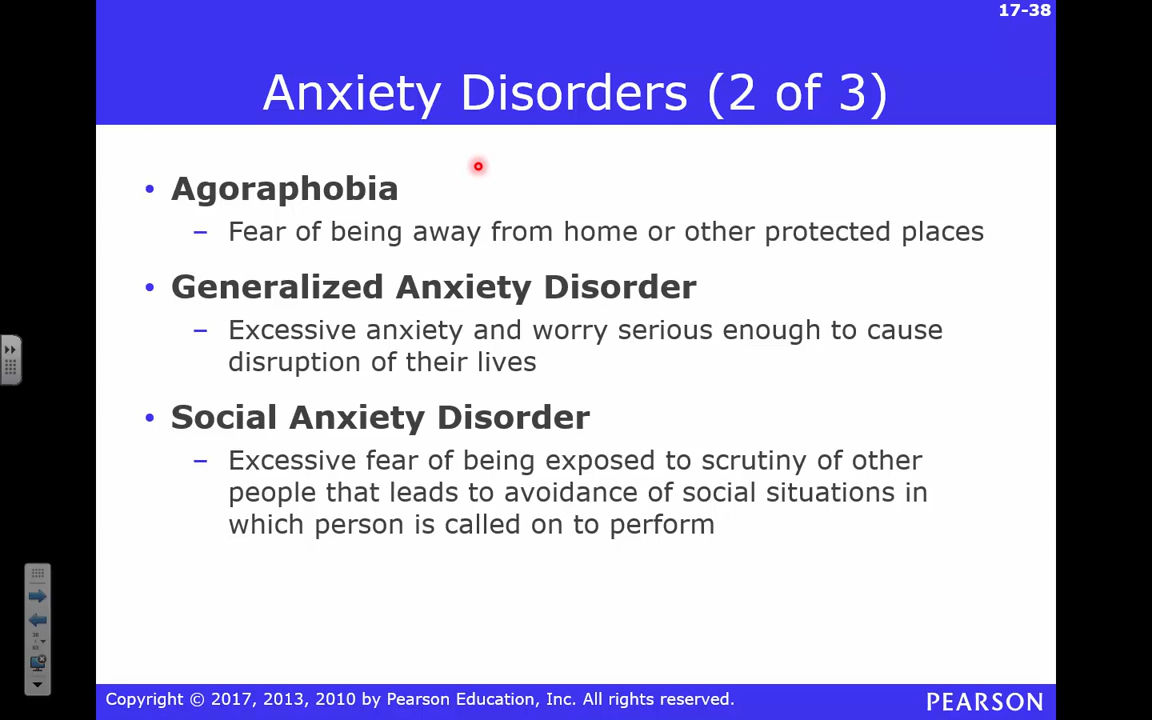 17-38
Anxiety Disorders (2 of 3)
• Agoraphobia
– Fear of being away from home or other protected places
• Generalized Anxiety Disorder
– Excessive anxiety and worry serious enough to cause
disruption of their lives
• Social Anxiety Disorder
– Excessive fear of being exposed to scrutiny of other
people that leads to avoidance of social situations in
which person is called on to perform
Copyright © 2017, 2013, 2010 by Pearson Education, Inc. All rights reserved.
PEARSON